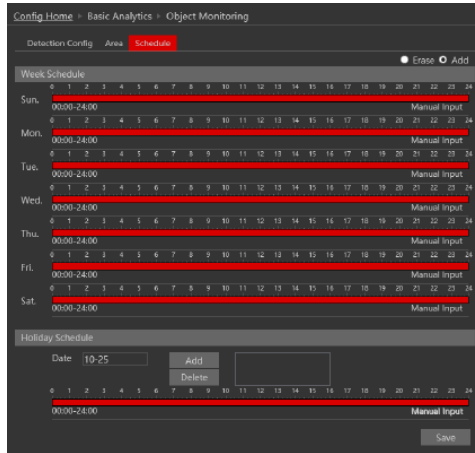 Config Home ▸ Basic Analytics ▸ Object Monitoring
Detection Config Area Schedule
Erase Add
Week Schedule
0 1 2 3 4 5 6 7 8 9 10 11 12 13 14 15 16 17 18 19 20 21 22 23 24
Sun.
00:00-24:00 Manual Input
0 1 2 3 4 5 6 7 8 9 10 11 12 13 14 15 16 17 18 19 20 21 22 23 24
Mon.
00:00-24:00 Manual Input
0 1 2 3 4 5 6 7 8 9 10 11 12 13 14 15 16 17 18 19 20 21 22 23 24
Tue.
00:00-24:00 Manual Input
0 1 2 3 4 5 6 7 8 9 10 11 12 13 14 15 16 17 18 19 20 21 22 23 24
Wed.
00:00-24:00 Manual Input
0 1 2 3 4 5 6 7 8 9 10 11 12 13 14 15 16 17 18 19 20 21 22 23 24
Thu.
00:00-24:00 Manual Input
0 1 2 3 4 5 6 7 8 9 10 11 12 13 14 15 16 17 18 19 20 21 22 23 24
Fri.
00:00-24:00 Manual Input
0 1 2 3 4 5 6 7 8 9 10 11 12 13 14 15 16 17 18 19 20 21 22 23 24
Sat.
00:00-24:00 Manual Input
Holiday Schedule
Date 10-25 Add
Delete
0 1 2 3 4 5 6 7 8 9 10 11 12 13 14 15 16 17 18 19 20 21 22 23 24
00:00-24:00 Manual Input
Save